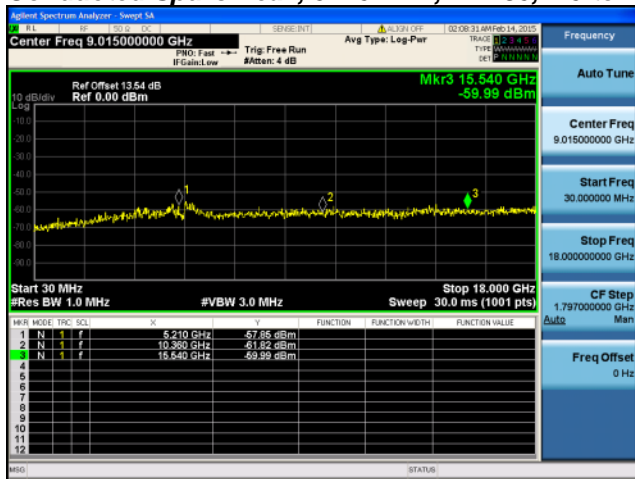 Agilent Spectrum Analyzer - Swept SA
RL RF 50 Ω DC SENSE:INT ALIGN OFF 02:08:31 AM Feb 14, 2015
Center Freq 9.015000000 GHz
PNO: Fast
IFGain:Low
Trig: Free Run
#Atten: 4 dB
Avg Type: Log-Pwr
TRACE 1 2 3 4 5 6
TYPE
DET P N N N N N
Ref Offset 13.54 dB
Ref 0.00 dBm
10 dB/div
Log
Mkr3 15.540 GHz
-59.99 dBm
-10.0
-20.0
-30.0
-40.0
-50.0
-60.0
-70.0
-80.0
-90.0
1
2
3
Start 30 MHz
Stop 18.000 GHz
#Res BW 1.0 MHz
#VBW 3.0 MHz
Sweep 30.0 ms (1001 pts)
MKR MODE TRC SCL X Y FUNCTION FUNCTION WIDTH FUNCTION VALUE
1 N 1 f 5.210 GHz -57.85 dBm
2 N 1 f 10.360 GHz -61.82 dBm
3 N 1 f 15.540 GHz -59.99 dBm
4
5
6
7
8
9
10
11
12
MSG
STATUS
Frequency
Auto Tune
Center Freq
9.015000000 GHz
Start Freq
30.000000 MHz
Stop Freq
18.000000000 GHz
CF Step
1.797000000 GHz
Auto Man
Freq Offset
0 Hz